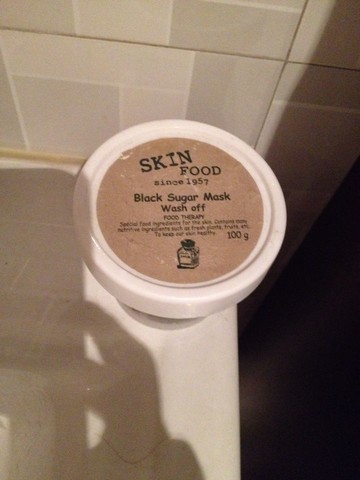 SKIN
FOOD
since 1957
Black Sugar Mask
Wash off
FOOD THERAPY
Special food ingredients for the skin. Contains many
nutritive ingredients such as fresh plants, fruits, etc.
To keep our skin healthy
100 g